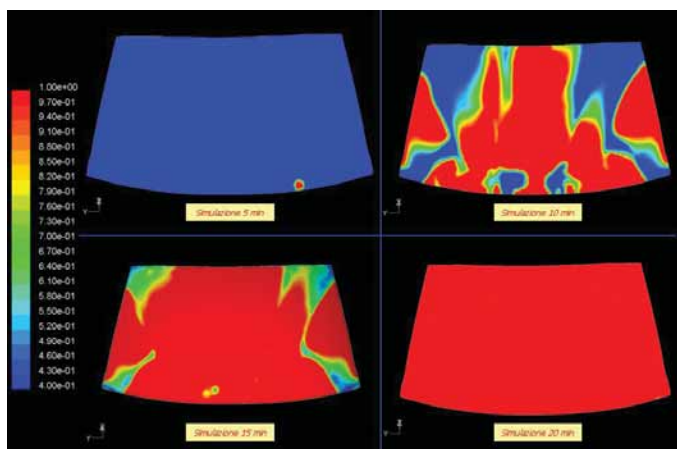 1.00e+00
9.70e-01
9.40e-01
9.10e-01
8.80e-01
8.50e-01
8.20e-01
7.90e-01
7.60e-01
7.30e-01
7.00e-01
6.70e-01
6.40e-01
6.10e-01
5.80e-01
5.50e-01
5.20e-01
4.90e-01
4.60e-01
4.30e-01
4.00e-01
Simulazione 5 min
Simulazione 10 min
Simulazione 15 min
Simulazione 20 min